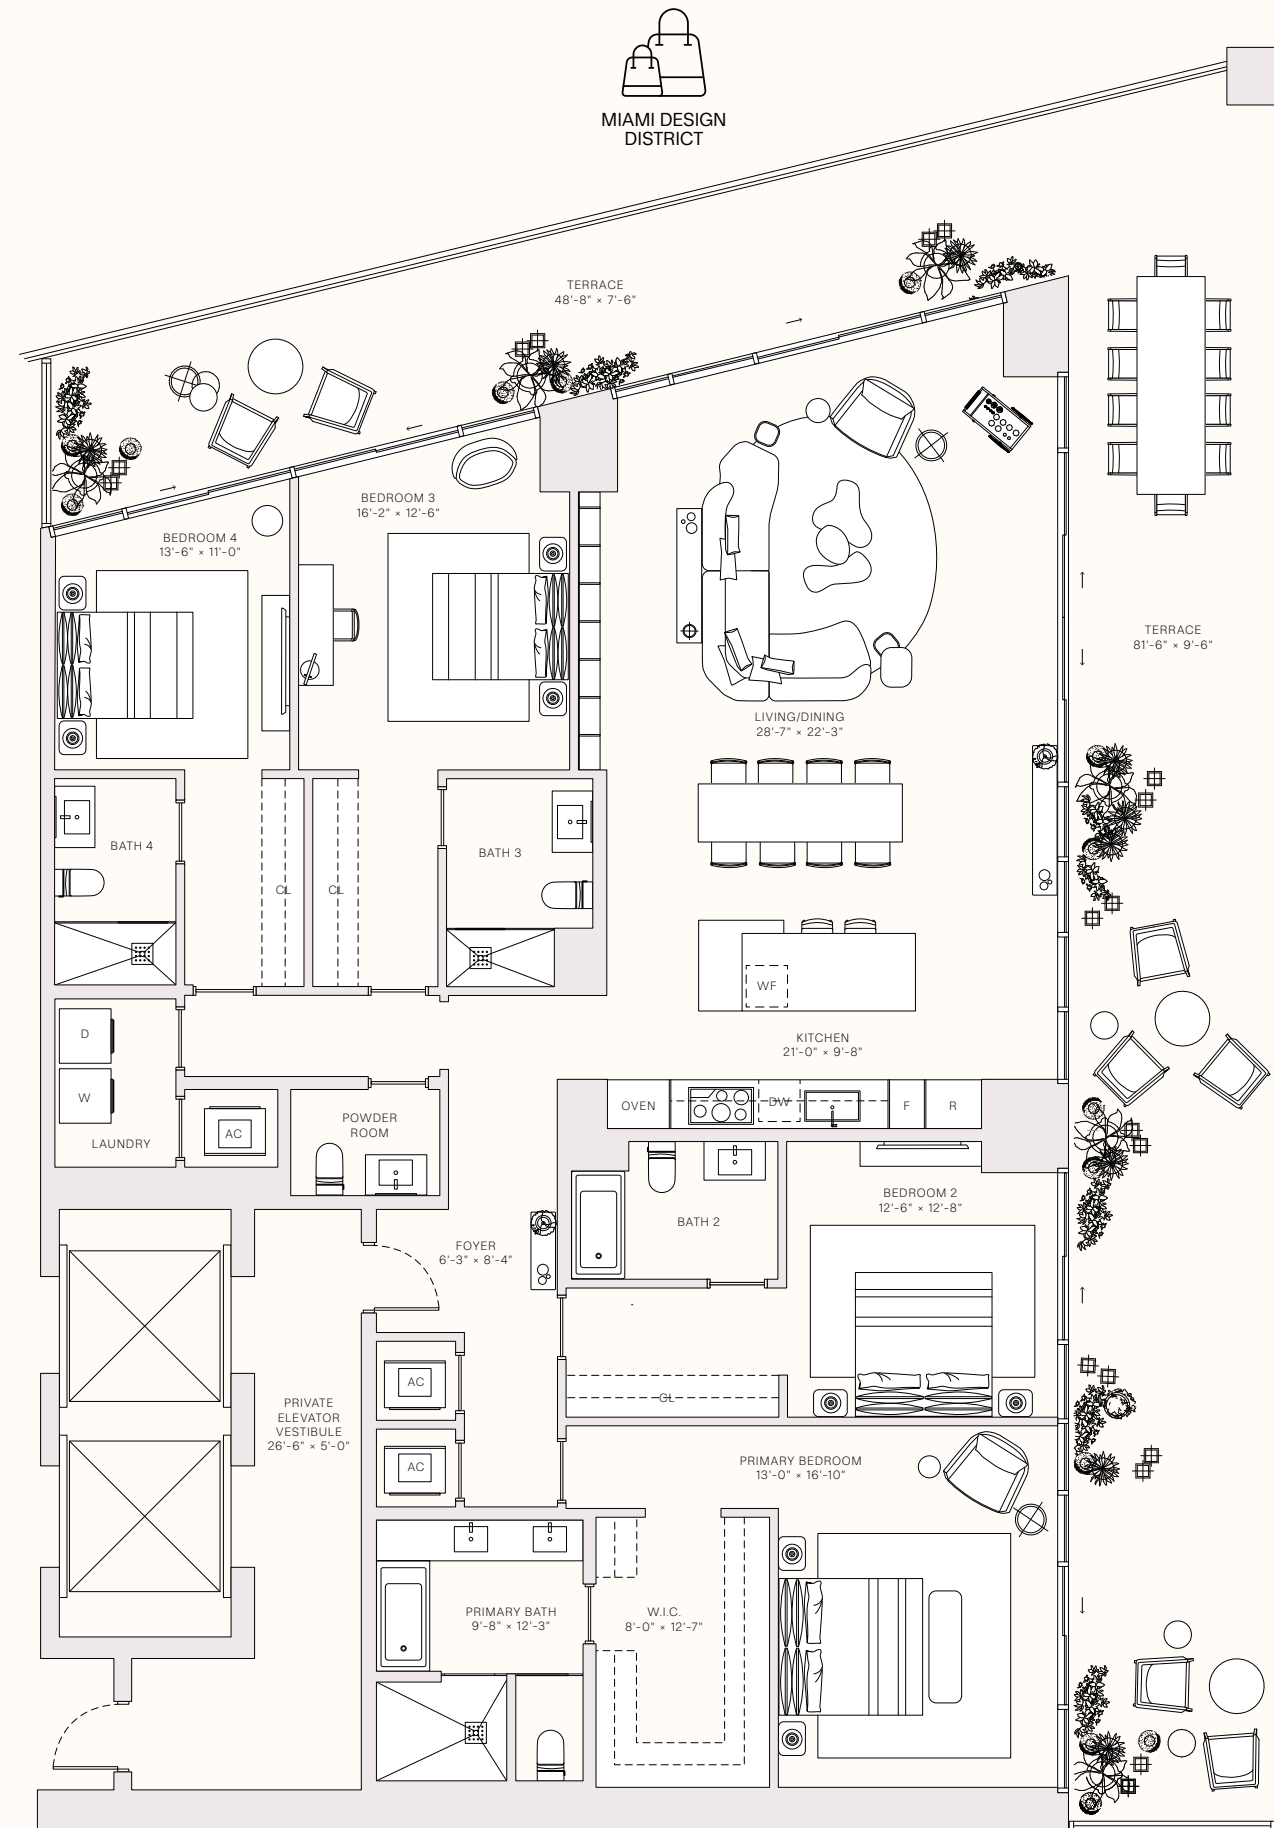 MIAMI DESIGN
DISTRICT
TERRACE
48'-8" × 7'-6"
BEDROOM 3
16'-2" × 12'-6"
BEDROOM 4
13'-6" × 11'-0"
TERRACE
81'-6" × 9'-6"
LIVING/DINING
28'-7" × 22'-3"
BATH 4
BATH 3
CL
CL
WF
D
KITCHEN
21'-0" × 9'-8"
W
OVEN
DW
F
R
POWDER
ROOM
AC
LAUNDRY
BEDROOM 2
12'-6" × 12'-8"
BATH 2
FOYER
6'-3" × 8'-4"
AC
CL
PRIVATE
ELEVATOR
VESTIBULE
26'-6" × 5'-0"
AC
PRIMARY BEDROOM
13'-0" × 16'-10"
PRIMARY BATH
9'-8" × 12'-3"
W.I.C.
8'-0" × 12'-7"